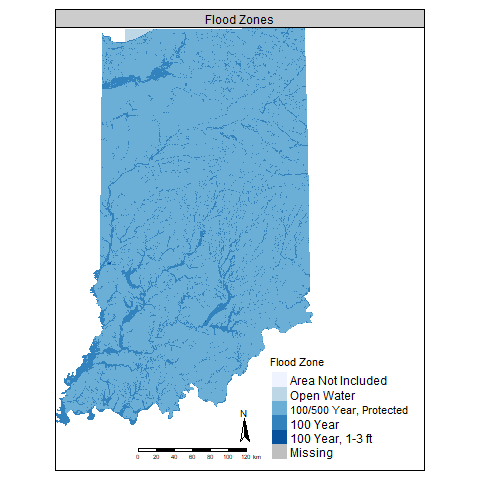 Flood Zones
Flood Zone
Area Not Included
Open Water
100/500 Year, Protected
100 Year
100 Year, 1-3 ft
Missing
N
0 20 40 60 80 100 120 km